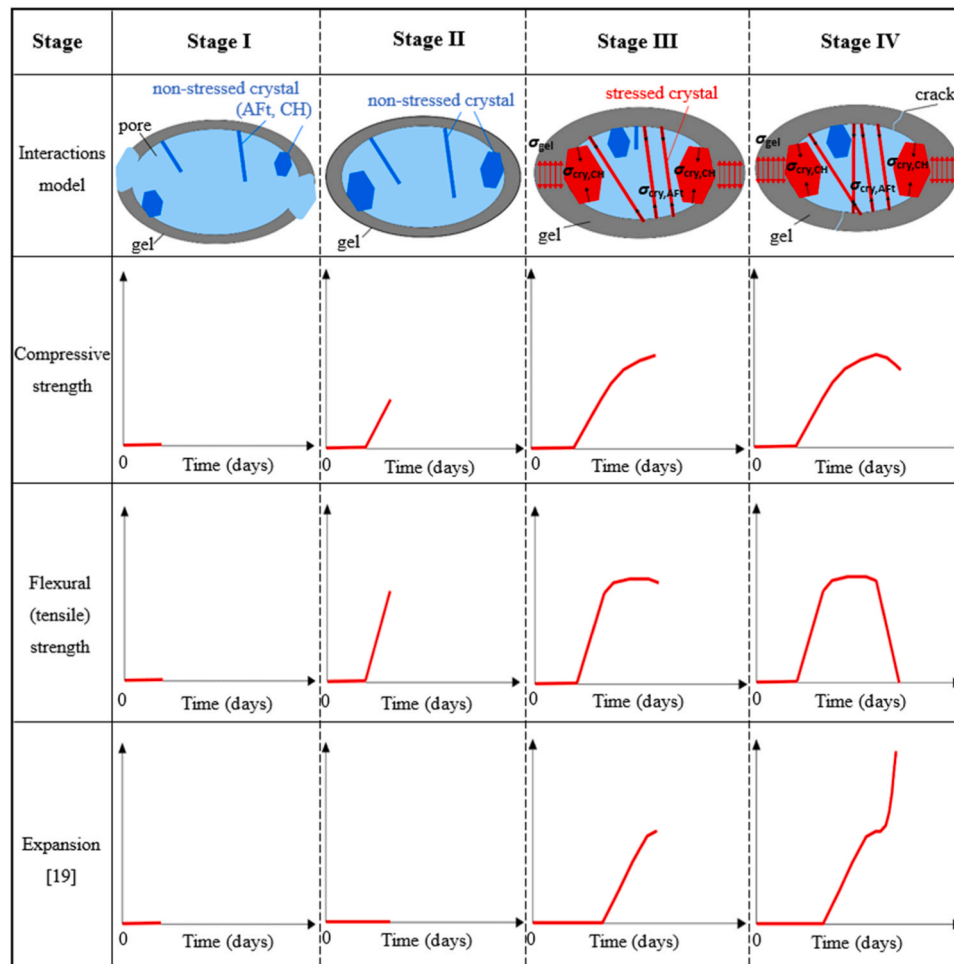 Stage
Stage I
Stage II
Stage III
Stage IV
Interactions
model
non-stressed crystal
(AFt, CH)
pore
gel
non-stressed crystal
gel
stressed crystal
σgel
σcry,CH
σcry,CH
σcry,AFt
gel
crack
σgel
σcry,CH
σcry,CH
σcry,AFt
gel
Compressive
strength
0
Time (days)
0
Time (days)
0
Time (days)
0
Time (days)
Flexural
(tensile)
strength
0
Time (days)
0
Time (days)
0
Time (days)
0
Time (days)
Expansion
[19]
0
Time (days)
0
Time (days)
0
Time (days)
0
Time (days)